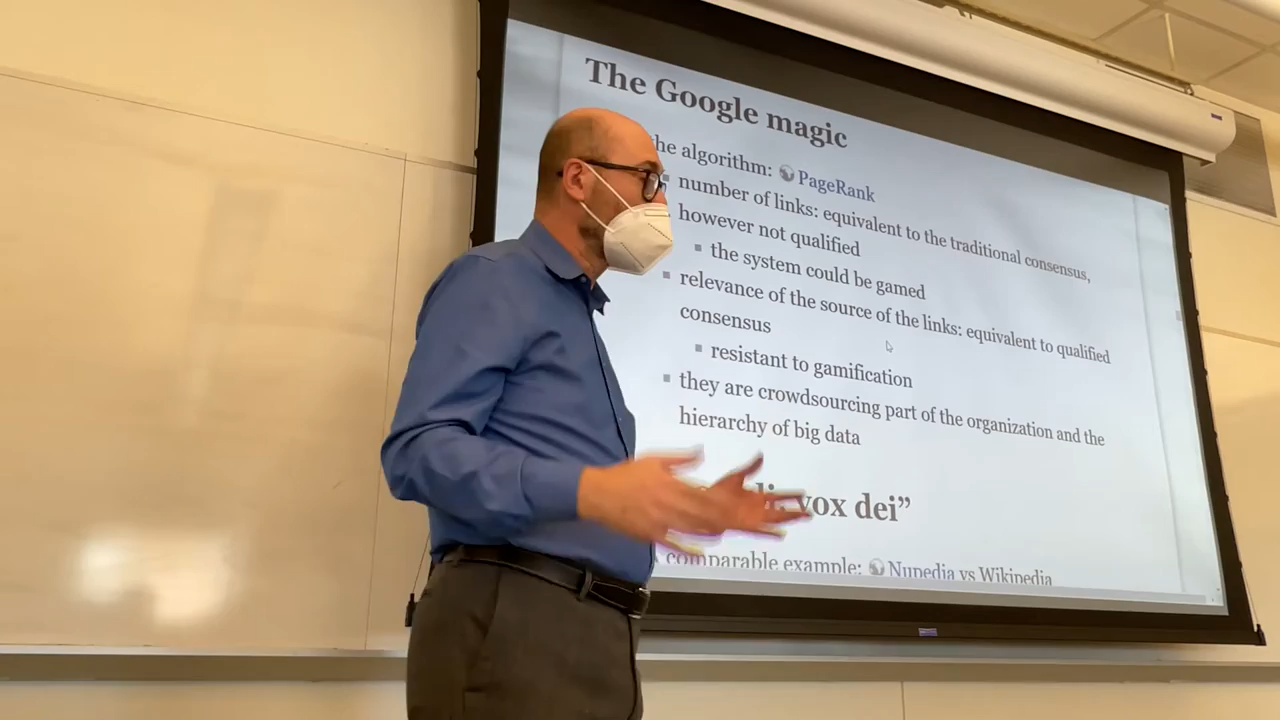 The Google magic
the algorithm: PageRank
number of links: equivalent to the traditional consensus,
however not qualified
the system could be gamed
relevance of the source of the links: equivalent to qualified
consensus
resistant to gamification
they are crowdsourcing part of the organization and the
hierarchy of big data
vox dei”
comparable example: Nupedia vs Wikipedia